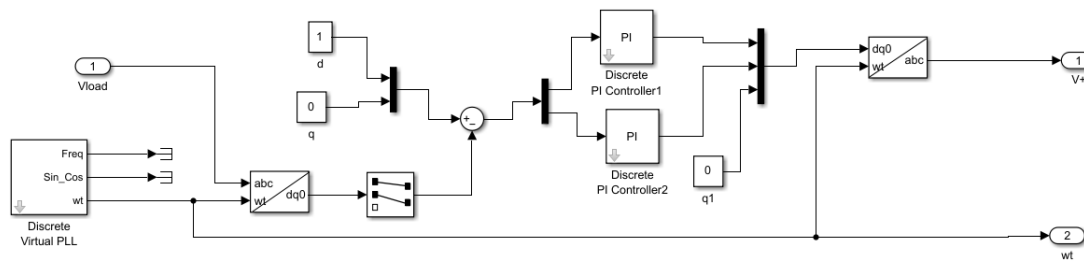 1
Vload
Freq
Sin_Cos
wt
Discrete
Virtual PLL
abc
wt
dq0
1
d
0
q
+
−
PI
Discrete
PI Controller1
PI
Discrete
PI Controller2
0
q1
dq0
wt
abc
1
V+
2
wt